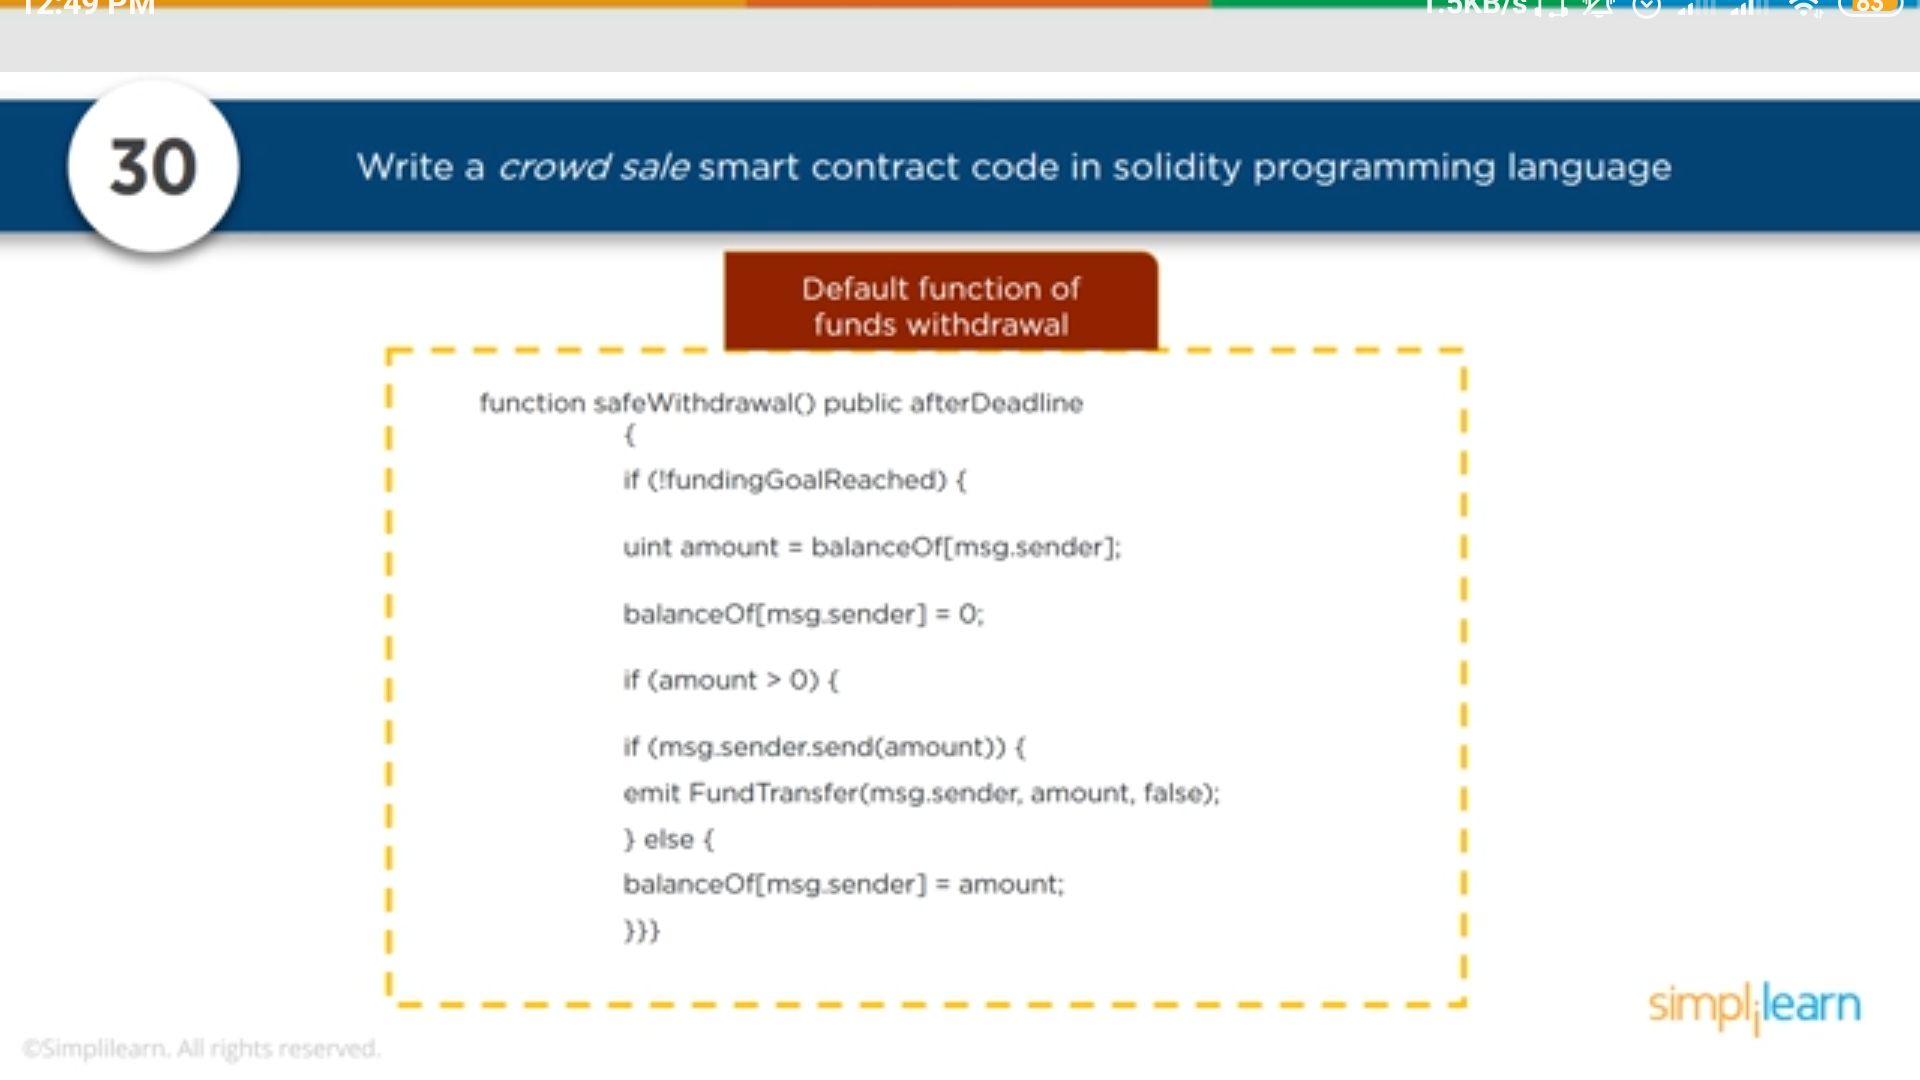 12:49 PM
1.5KB/s
63
30
Write a crowd sale smart contract code in solidity programming language
Default function of
funds withdrawal
function safeWithdrawal() public afterDeadline
{
if (!fundingGoalReached) {
uint amount = balanceOf[msg.sender];
balanceOf[msg.sender] = 0;
if (amount > 0) {
if (msg.sender.send(amount)) {
emit FundTransfer(msg.sender, amount, false);
} else {
balanceOf[msg.sender] = amount;
}}}
simplilearn
©Simplilearn. All rights reserved.